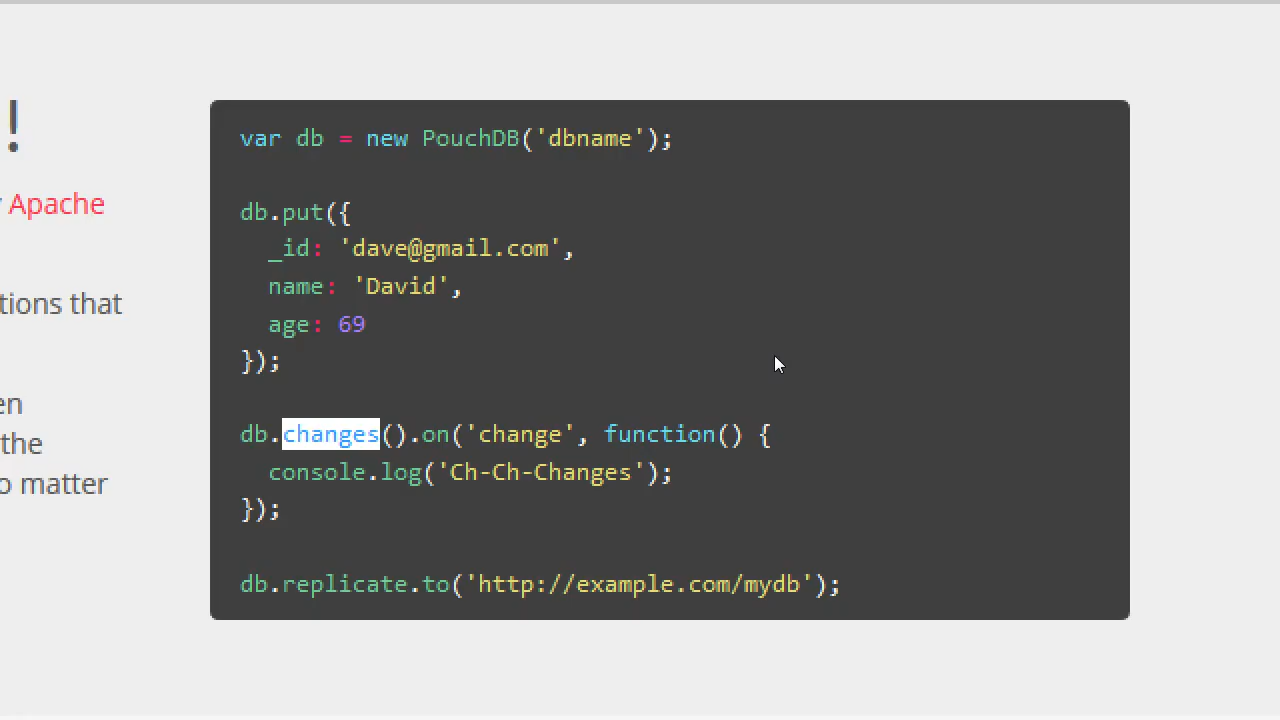 !
Apache
tions that
en
the
o matter
var db = new PouchDB('dbname');
db.put({
  _id: 'dave@gmail.com',
  name: 'David',
  age: 69
});
db.changes().on('change', function() {
  console.log('Ch-Ch-Changes');
});
db.replicate.to('http://example.com/mydb');